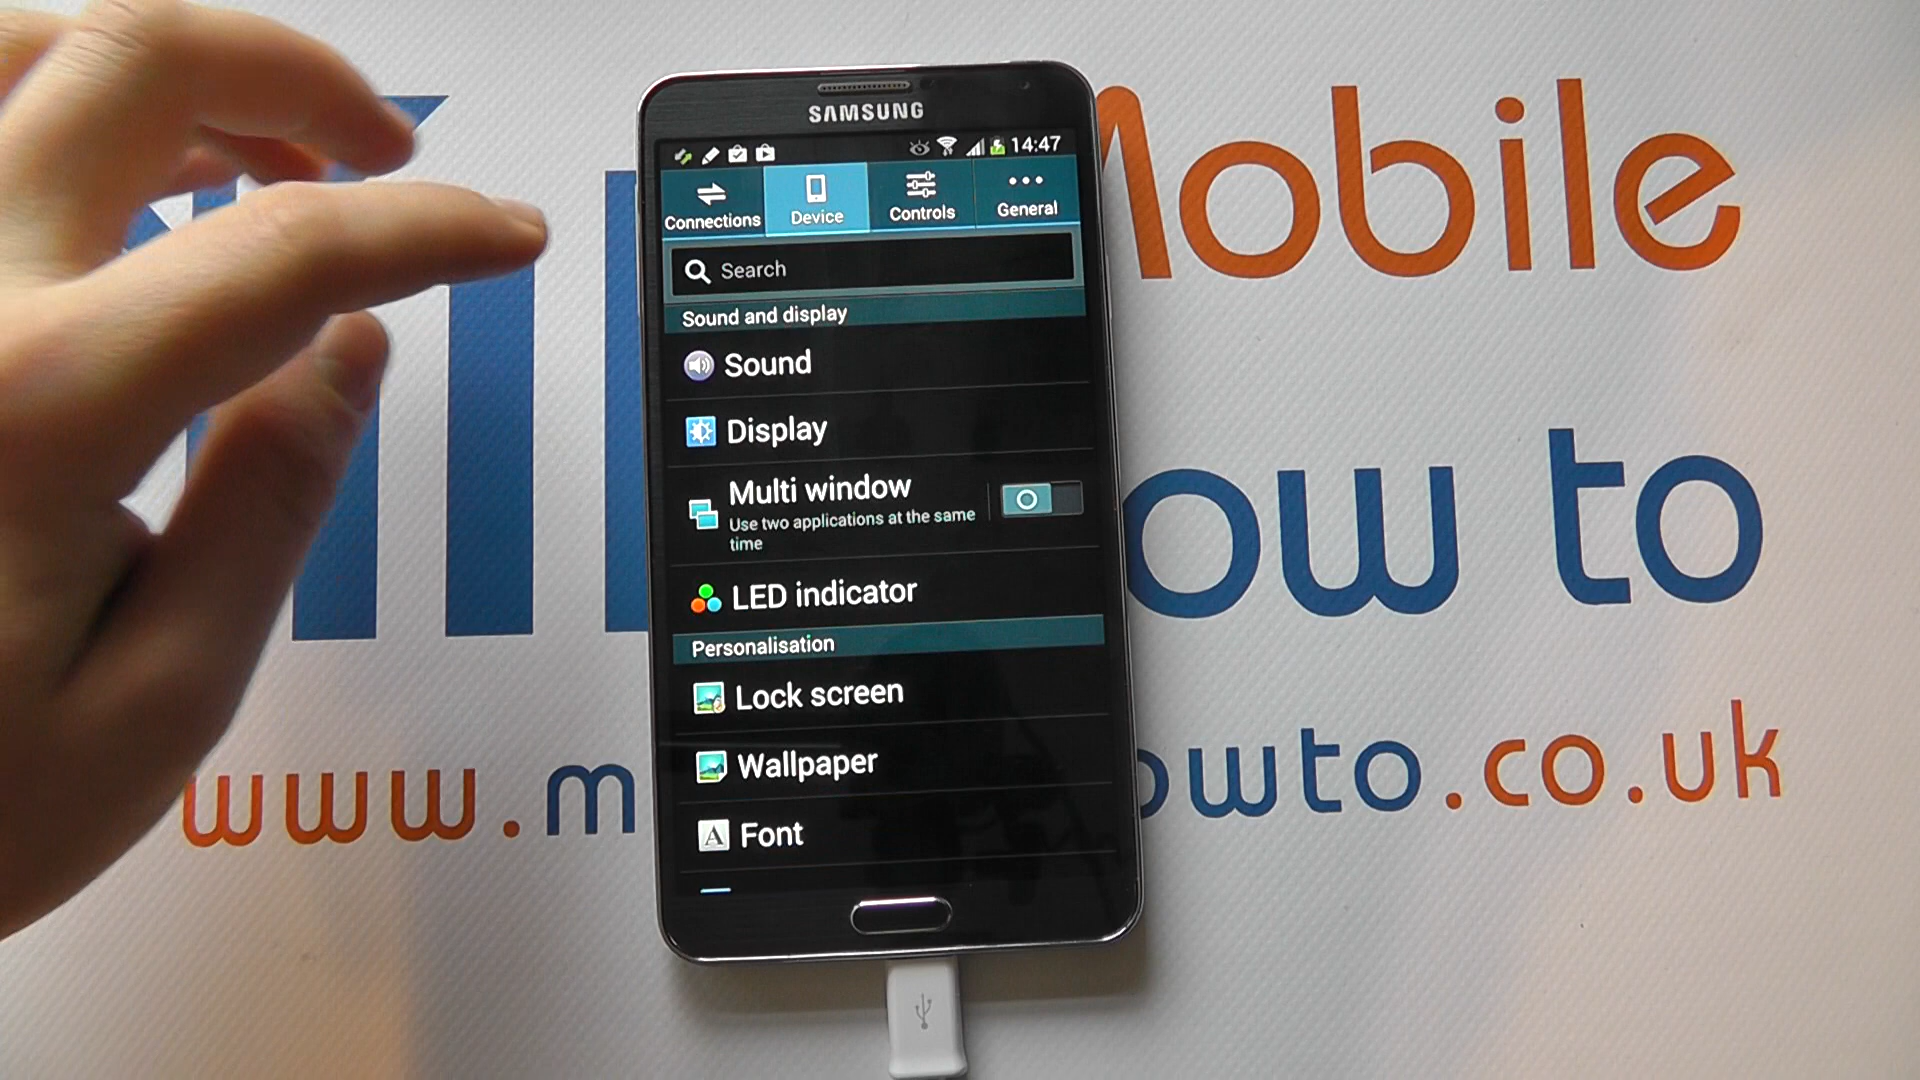 SAMSUNG
14:47
Connections Device Controls General
Search
Sound and display
Sound
Display
Multi window
Use two applications at the same
time
LED indicator
Personalisation
Lock screen
Wallpaper
A Font
Mobile
ow to
www.m owto.co.uk